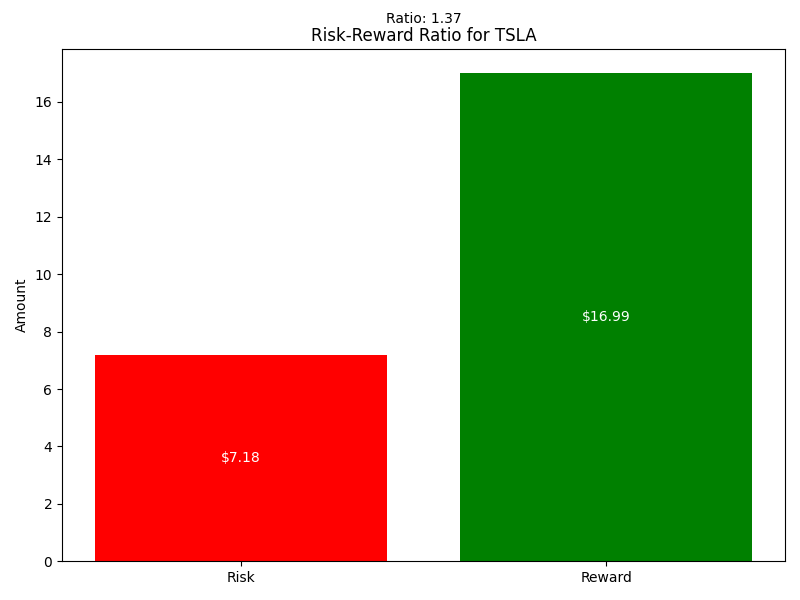 Ratio: 1.37
Risk-Reward Ratio for TSLA
16
14
12
10
8
6
4
2
0
Amount
$16.99
$7.18
Risk
Reward